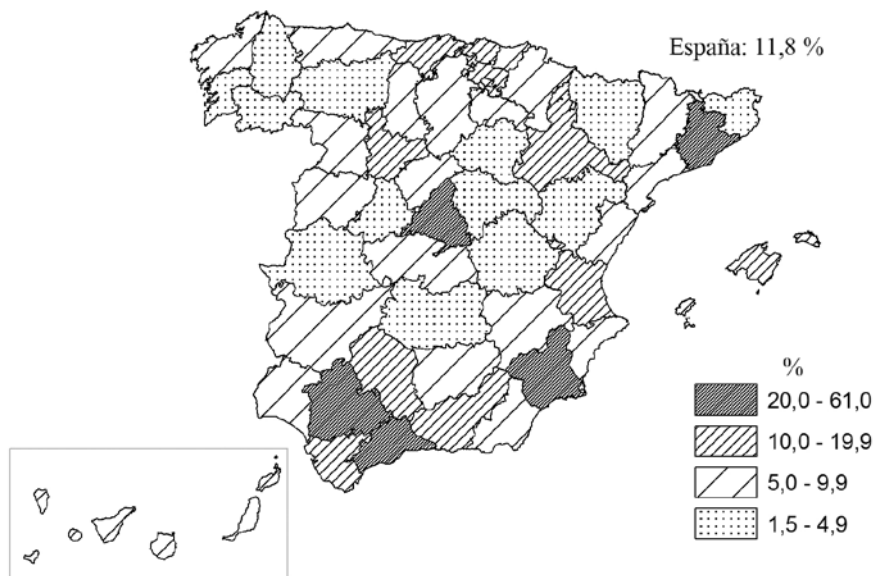 España: 11,8 %
%
20,0 - 61,0
10,0 - 19,9
5,0 - 9,9
1,5 - 4,9